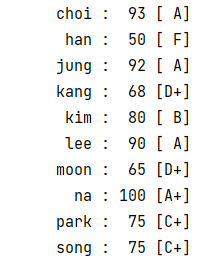 choi :  93 [ A]
han :  50 [ F]
jung :  92 [ A]
kang :  68 [D+]
kim :  80 [ B]
lee :  90 [ A]
moon :  65 [D+]
na : 100 [A+]
park :  75 [C+]
song :  75 [C+]